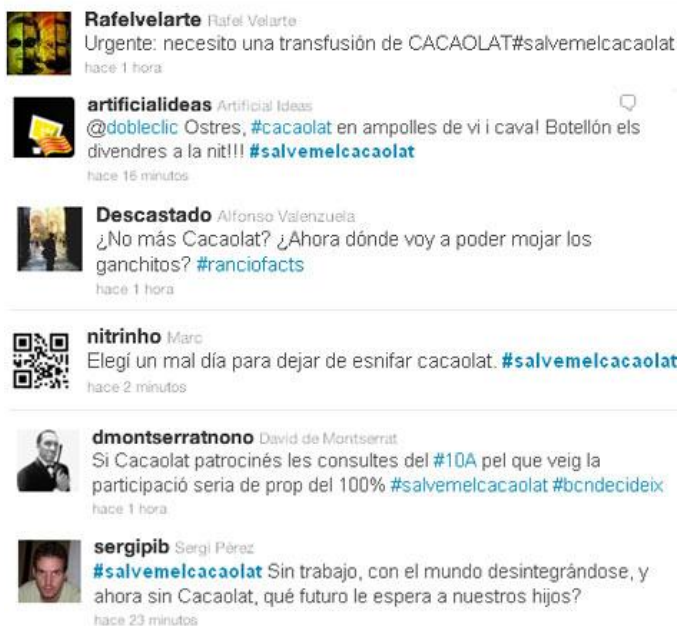 Rafelvelarte Rafel Velarte
Urgente: necesito una transfusión de CACAOLAT#salvemelcacaolat
hace 1 hora
artificialideas Artificial Ideas
@dobleclic Ostres, #cacaolat en ampolles de vi i cava! Botellón els
divendres a la nit!!! #salvemelcacaolat
hace 16 minutos
Descastado Alfonso Valenzuela
¿No más Cacaolat? ¿Ahora dónde voy a poder mojar los
ganchitos? #ranciofacts
hace 1 hora
nitrinho Marc
Elegí un mal día para dejar de esnifar cacaolat. #salvemelcacaolat
hace 2 minutos
dmontserratnono David de Montserrat
Si Cacaolat patrocinés les consultes del #10A pel que veig la
participació seria de prop del 100% #salvemelcacaolat #bcndecideix
hace 1 hora
sergipib Sergi Pérez
#salvemelcacaolat Sin trabajo, con el mundo desintegrándose, y
ahora sin Cacaolat, qué futuro le espera a nuestros hijos?
hace 23 minutos